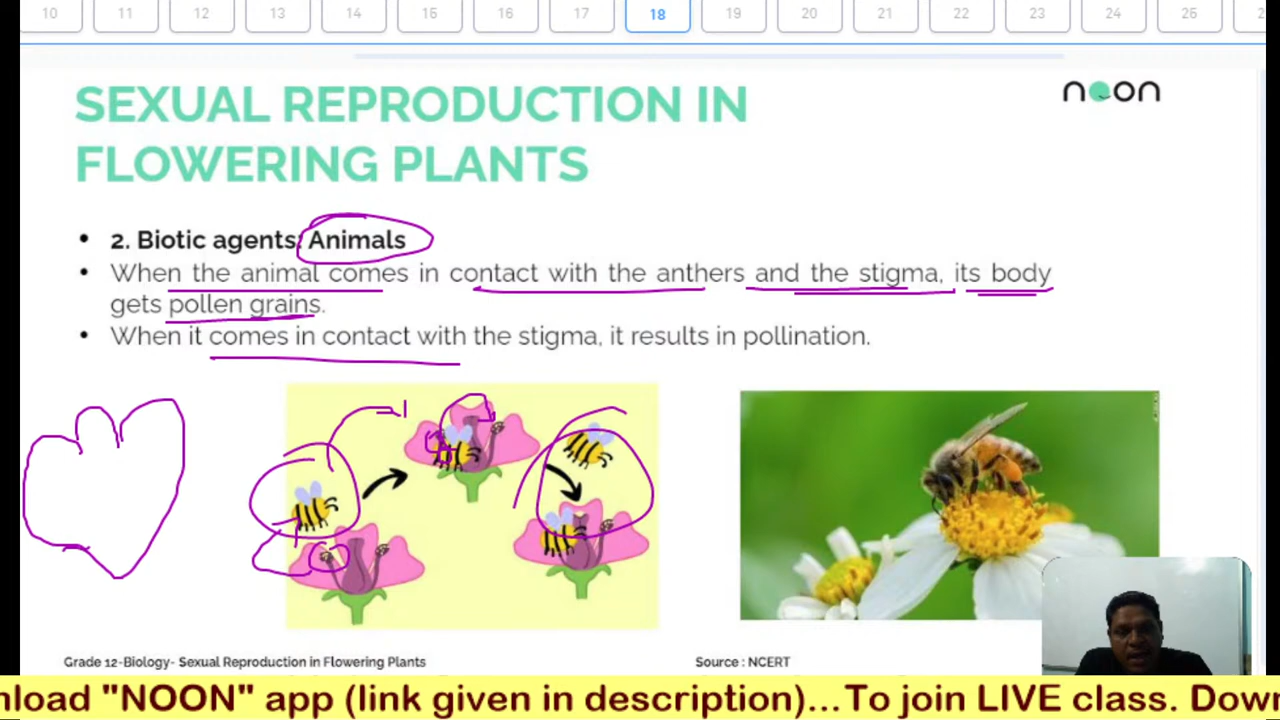 10 11 12 13 14 15 16 17 18 19 20 21 22 23 24 26
SEXUAL REPRODUCTION IN
noon
FLOWERING PLANTS
• 2. Biotic agents: Animals
• When the animal comes in contact with the anthers and the stigma, its body
gets pollen grains.
• When it comes in contact with the stigma, it results in pollination.
Grade 12-Biology- Sexual Reproduction in Flowering Plants
Source : NCERT
nload "NOON" app (link given in description)...To join LIVE class. Down